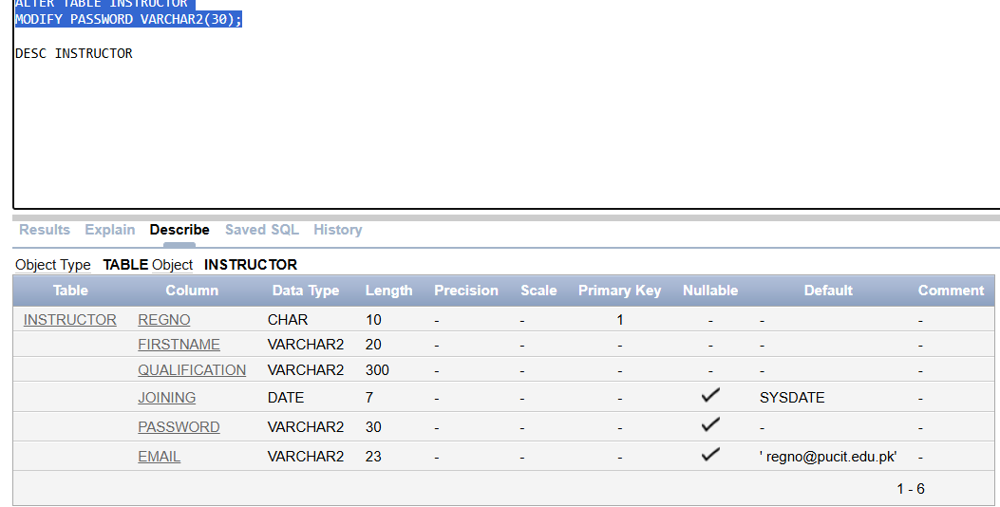 ALTER TABLE INSTRUCTOR
MODIFY PASSWORD VARCHAR2(30);
DESC INSTRUCTOR
Results Explain Describe Saved SQL History
Object Type TABLE Object INSTRUCTOR
Table Column Data Type Length Precision Scale Primary Key Nullable Default Comment
INSTRUCTOR REGNO CHAR 10 - - 1 - - -
FIRSTNAME VARCHAR2 20 - - - - - -
QUALIFICATION VARCHAR2 300 - - - - - -
JOINING DATE 7 - - - SYSDATE -
PASSWORD VARCHAR2 30 - - - - -
EMAIL VARCHAR2 23 - - - ' regno@pucit.edu.pk' -
1 - 6